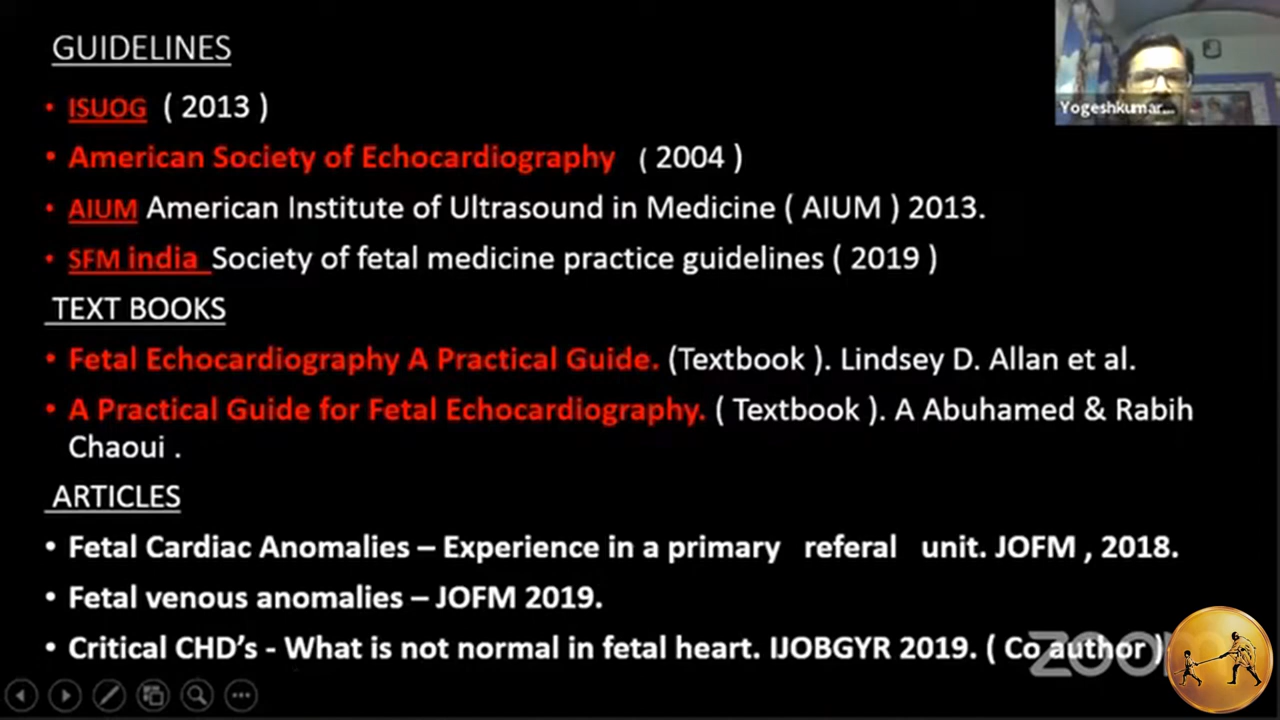 GUIDELINES
• ISUOG ( 2013 )
• American Society of Echocardiography ( 2004 )
• AIUM American Institute of Ultrasound in Medicine ( AIUM ) 2013.
• SFM india Society of fetal medicine practice guidelines ( 2019 )
TEXT BOOKS
• Fetal Echocardiography A Practical Guide. (Textbook ). Lindsey D. Allan et al.
• A Practical Guide for Fetal Echocardiography. ( Textbook ). A Abuhamed & Rabih
Chaoui .
ARTICLES
• Fetal Cardiac Anomalies – Experience in a primary referal unit. JOFM , 2018.
• Fetal venous anomalies – JOFM 2019.
• Critical CHD's - What is not normal in fetal heart. IJOBGYR 2019. ( Co author )
Yogeshkumar...
zoom